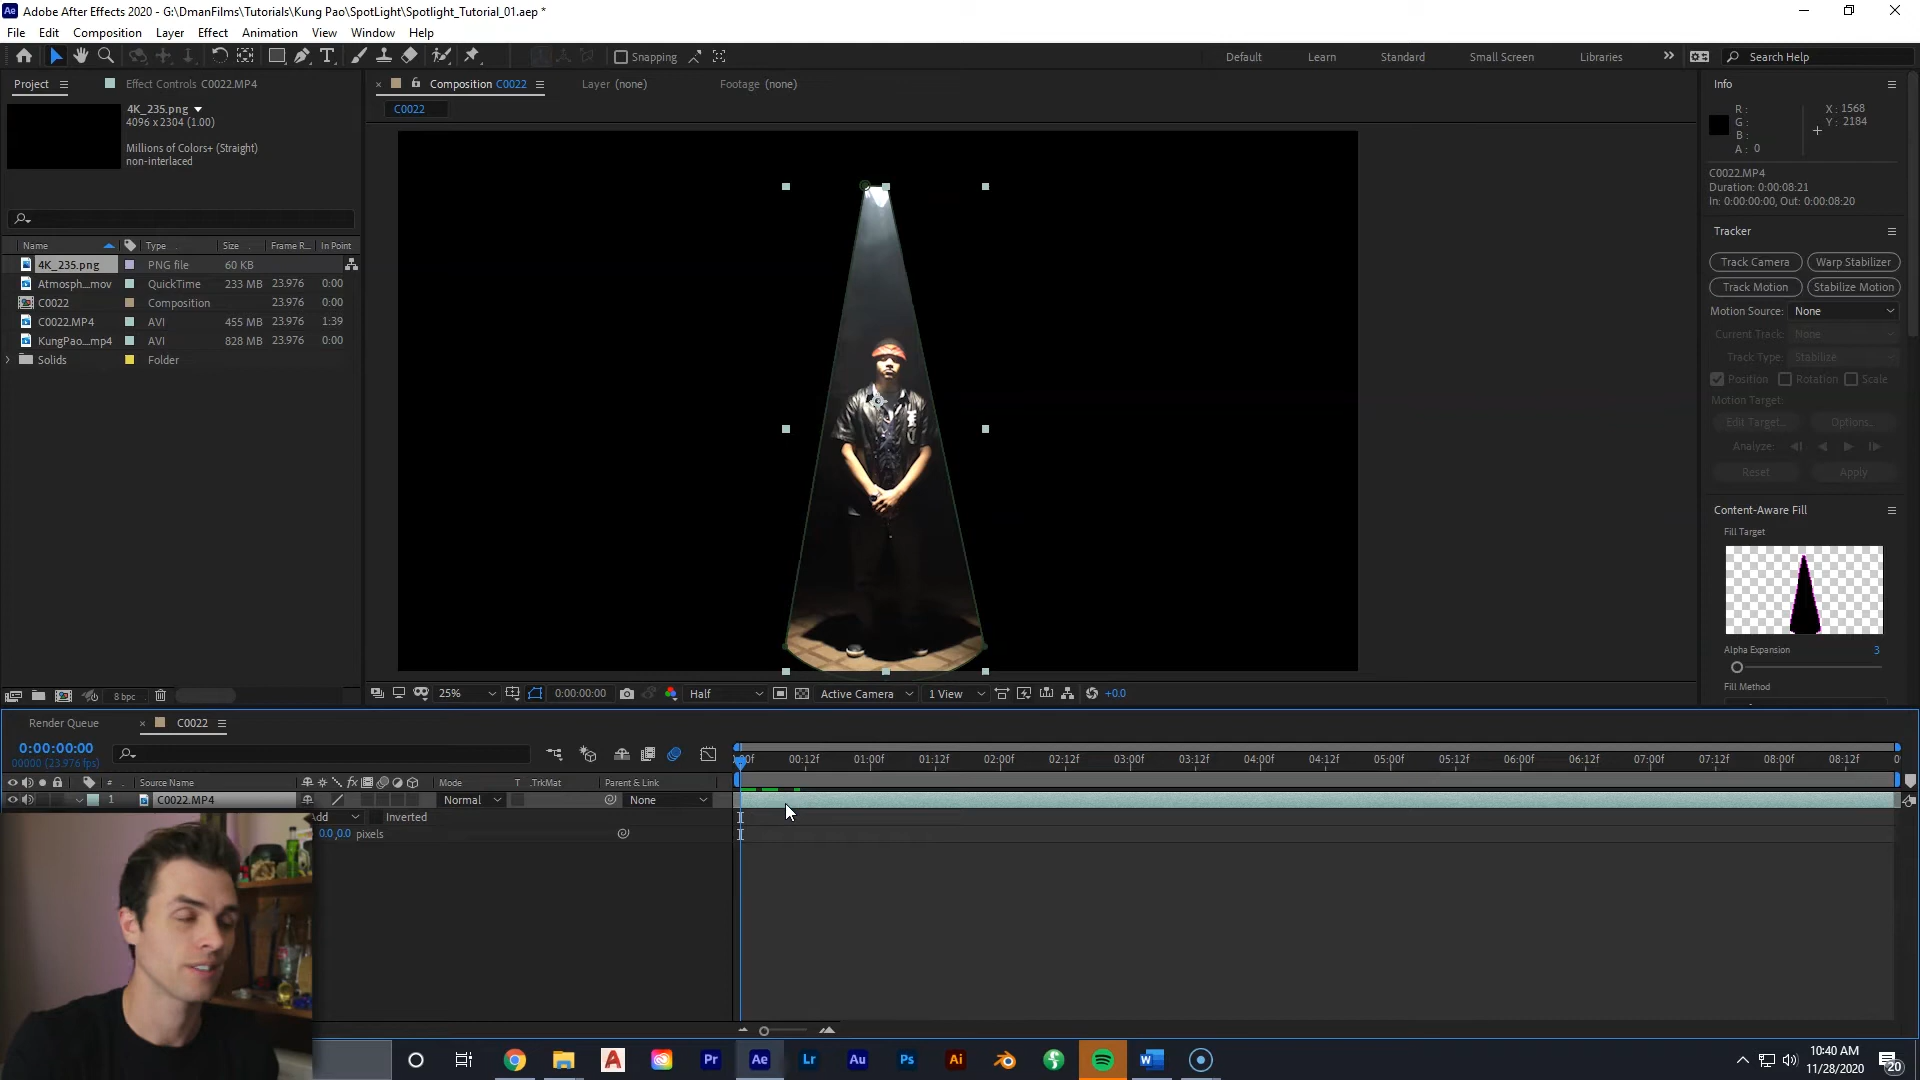 Adobe After Effects 2020 - G:\DmanFilms\Tutorials\Kung Pao\SpotLight\Spotlight_Tutorial_01.aep *
File Edit Composition Layer Effect Animation View Window Help
Snapping Default Learn Standard Small Screen Libraries Search Help
Project Effect Controls C0022.MP4 Composition C0022 Layer (none) Footage (none) Info
C0022
4K_235.png
4096 x 2304 (1.00)
Millions of Colors+ (Straight)
non-interlaced
R :
G :
B :
A : 0
X : 1568
Y : 2184
C0022.MP4
Duration: 0:00:08:21
In: 0:00:00:00, Out: 0:00:08:20
Tracker
Name Type Size Frame R... In Point
4K_235.png PNG file 60 KB
Atmosph....mov QuickTime 233 MB 23.976 0:00
C0022 Composition 23.976 0:00
C0022.MP4 AVI 455 MB 23.976 1:39
KungPao....mp4 AVI 828 MB 23.976 0:00
Solids Folder
Track Camera Warp Stabilizer
Track Motion Stabilize Motion
Motion Source: None
Current Track: None
Track Type: Stabilize
Position Rotation Scale
Motion Target:
Edit Target... Options...
Analyze:
Reset Apply
Content-Aware Fill
Fill Target
Alpha Expansion 3
Fill Method
8 bpc
25% 0:00:00:00 Half Active Camera 1 View +0.0
Render Queue C0022
0:00:00:00
00000 (23.976 fps)
00:12f 01:00f 01:12f 02:00f 02:12f 03:00f 03:12f 04:00f 04:12f 05:00f 05:12f 06:00f 06:12f 07:00f 07:12f 08:00f 08:12f
# Source Name fx Mode T .TrkMat Parent & Link
1 C0022.MP4 Normal None
Add Inverted
0.0,0.0 pixels
Pr Ae Lr Au Ps Ai
10:40 AM
11/28/2020
20